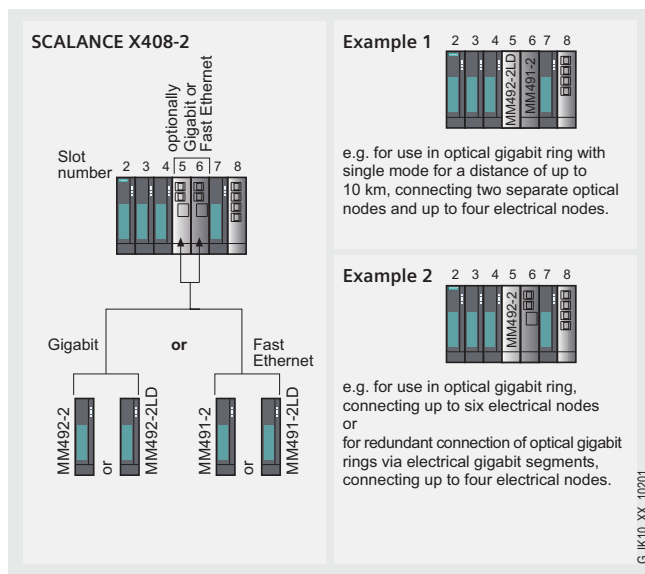 SCALANCE X408-2
optionally
Gigabit or
Fast Ethernet
Slot
number
2 3 4 5 6 7 8
Gigabit
or
Fast
Ethernet
MM492-2
or
MM492-2LD
MM491-2
or
MM491-2LD
Example 1
2 3 4 5 6 7 8
MM492-2LD
MM491-2
e.g. for use in optical gigabit ring with
single mode for a distance of up to
10 km, connecting two separate optical
nodes and up to four electrical nodes.
Example 2
2 3 4 5 6 7 8
MM492-2
e.g. for use in optical gigabit ring,
connecting up to six electrical nodes
or
for redundant connection of optical gigabit
rings via electrical gigabit segments,
connecting up to four electrical nodes.
G_IK10_XX_10201